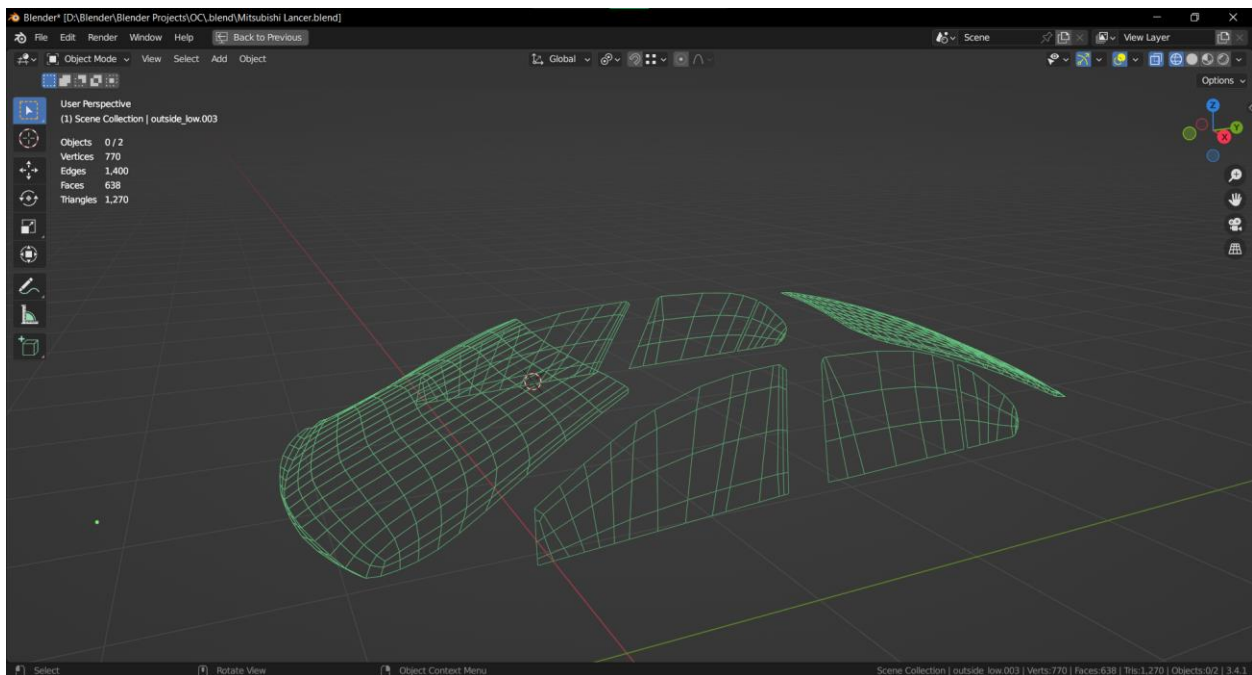 Blender* [D:\Blender\Blender Projects\OC\.blend\Mitsubishi Lancer.blend]
File Edit Render Window Help Back to Previous Scene View Layer
Object Mode View Select Add Object Global
Options
User Perspective
(1) Scene Collection | outside_low.003
Objects 0 / 2
Vertices 770
Edges 1,400
Faces 638
Triangles 1,270
Z
Y
X
Select Rotate View Object Context Menu Scene Collection | outside_low.003 | Verts:770 | Faces:638 | Tris:1,270 | Objects:0/2 | 3.4.1